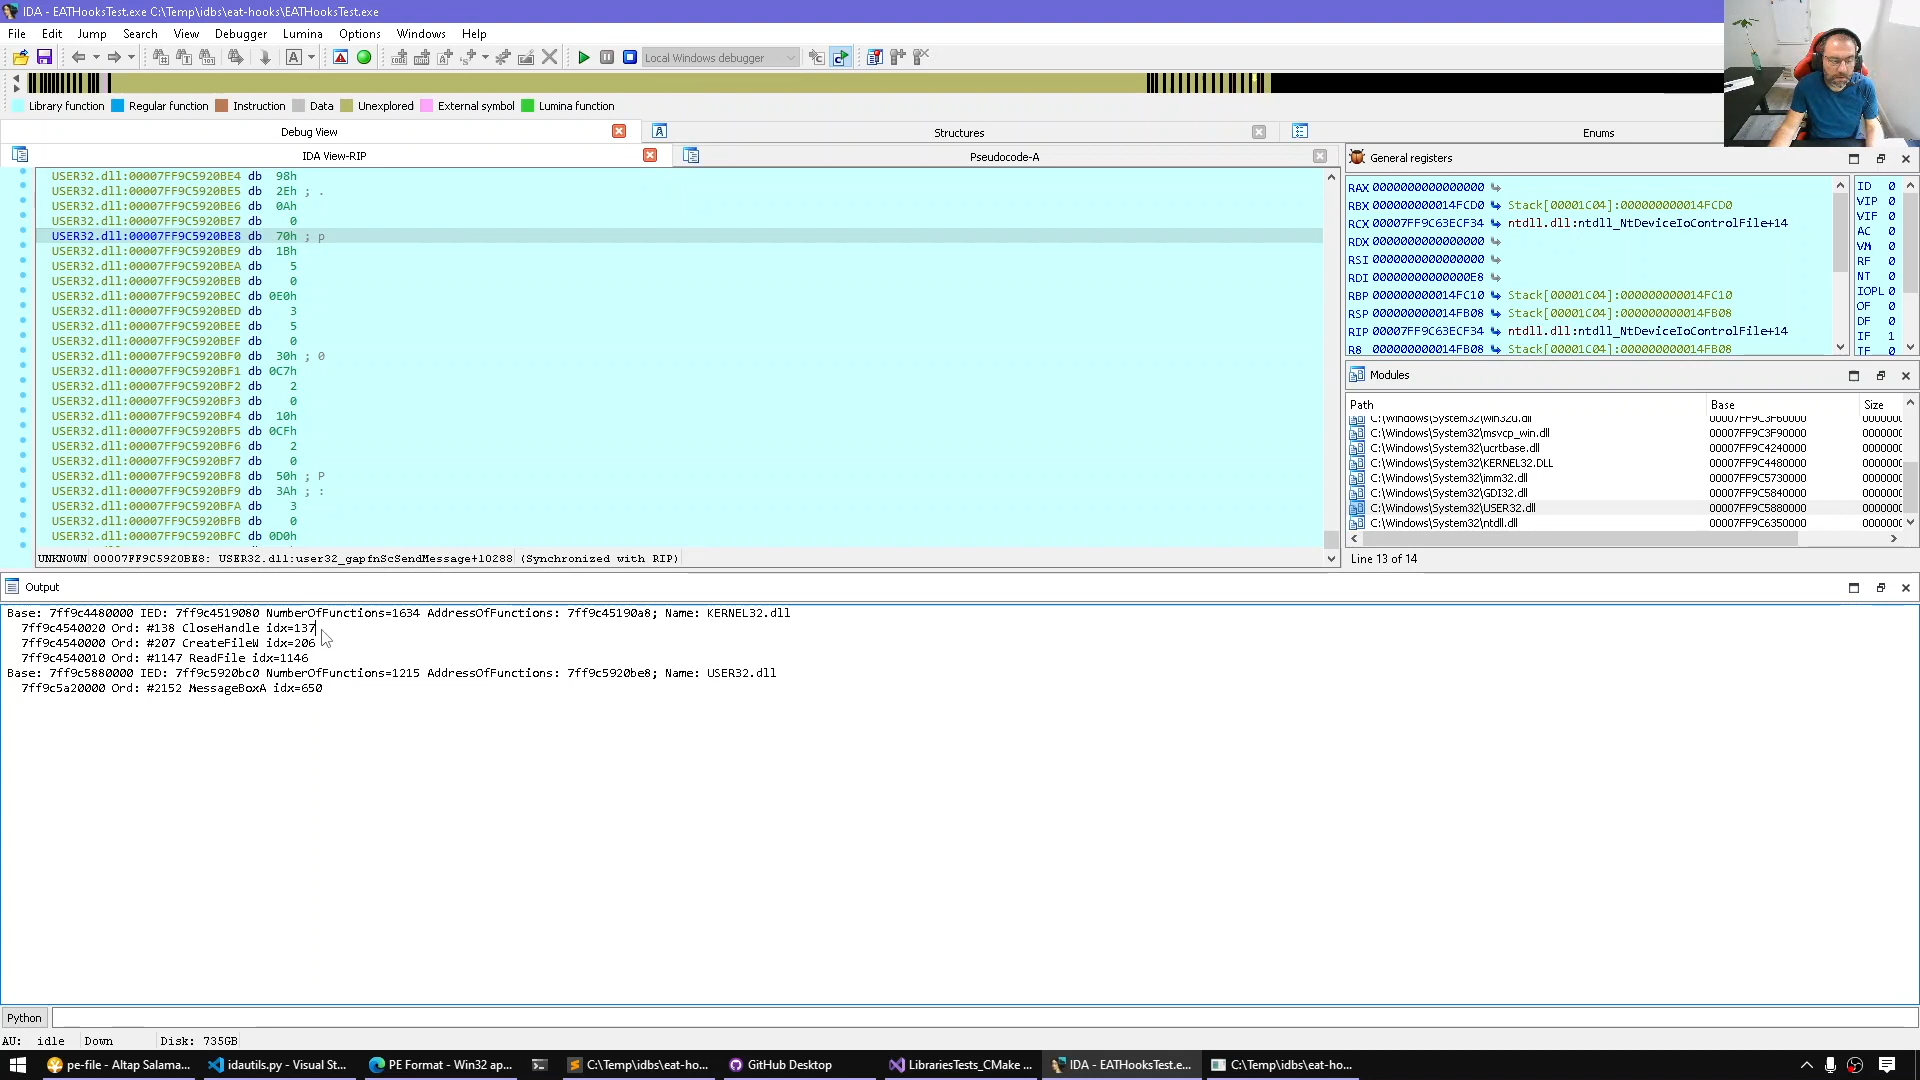 IDA - EATHooksTest.exe C:\Temp\idbs\eat-hooks\EATHooksTest.exe
File Edit Jump Search View Debugger Lumina Options Windows Help
Local Windows debugger
Library function Regular function Instruction Data Unexplored External symbol Lumina function
Debug View Structures Enums
IDA View-RIP Pseudocode-A
USER32.dll:00007FF9C5920BE4 db 98h
USER32.dll:00007FF9C5920BE5 db 2Eh ; .
USER32.dll:00007FF9C5920BE6 db 0Ah
USER32.dll:00007FF9C5920BE7 db 0
USER32.dll:00007FF9C5920BE8 db 70h ; p
USER32.dll:00007FF9C5920BE9 db 1Bh
USER32.dll:00007FF9C5920BEA db 5
USER32.dll:00007FF9C5920BEB db 0
USER32.dll:00007FF9C5920BEC db 0E0h
USER32.dll:00007FF9C5920BED db 3
USER32.dll:00007FF9C5920BEE db 5
USER32.dll:00007FF9C5920BEF db 0
USER32.dll:00007FF9C5920BF0 db 30h ; 0
USER32.dll:00007FF9C5920BF1 db 0C7h
USER32.dll:00007FF9C5920BF2 db 2
USER32.dll:00007FF9C5920BF3 db 0
USER32.dll:00007FF9C5920BF4 db 10h
USER32.dll:00007FF9C5920BF5 db 0CFh
USER32.dll:00007FF9C5920BF6 db 2
USER32.dll:00007FF9C5920BF7 db 0
USER32.dll:00007FF9C5920BF8 db 50h ; P
USER32.dll:00007FF9C5920BF9 db 3Ah ; :
USER32.dll:00007FF9C5920BFA db 3
USER32.dll:00007FF9C5920BFB db 0
USER32.dll:00007FF9C5920BFC db 0D0h
UNKNOWN 00007FF9C5920BE8: USER32.dll:user32_gapfnScSendMessage+10288 (Synchronized with RIP)
General registers
RAX 0000000000000000
RBX 000000000014FCD0 Stack[00001C04]:000000000014FCD0
RCX 00007FF9C63ECF34 ntdll.dll:ntdll_NtDeviceIoControlFile+14
RDX 0000000000000000
RSI 0000000000000000
RDI 00000000000000E8
RBP 000000000014FC10 Stack[00001C04]:000000000014FC10
RSP 000000000014FB08 Stack[00001C04]:000000000014FB08
RIP 00007FF9C63ECF34 ntdll.dll:ntdll_NtDeviceIoControlFile+14
R8 000000000014FB08 Stack[00001C04]:000000000014FB08
ID 0
VIP 0
VIF 0
AC 0
VM 0
RF 0
NT 0
IOPL 0
OF 0
DF 0
IF 1
TF 0
Modules
Path Base Size
C:\Windows\System32\win32u.dll 00007FF9C3F60000
C:\Windows\System32\msvcp_win.dll 00007FF9C3F90000 0000000
C:\Windows\System32\ucrtbase.dll 00007FF9C4240000 0000000
C:\Windows\System32\KERNEL32.DLL 00007FF9C4480000 0000000
C:\Windows\System32\imm32.dll 00007FF9C5730000 0000000
C:\Windows\System32\GDI32.dll 00007FF9C5840000 0000000
C:\Windows\System32\USER32.dll 00007FF9C5880000 0000000
C:\Windows\System32\ntdll.dll 00007FF9C6350000 0000000
Line 13 of 14
Output
Base: 7ff9c4480000 IED: 7ff9c4519080 NumberOfFunctions=1634 AddressOfFunctions: 7ff9c45190a8; Name: KERNEL32.dll
7ff9c4540020 Ord: #138 CloseHandle idx=137
7ff9c4540000 Ord: #207 CreateFileW idx=206
7ff9c4540010 Ord: #1147 ReadFile idx=1146
Base: 7ff9c5880000 IED: 7ff9c5920bc0 NumberOfFunctions=1215 AddressOfFunctions: 7ff9c5920be8; Name: USER32.dll
7ff9c5a20000 Ord: #2152 MessageBoxA idx=650
Python
AU: idle Down Disk: 735GB
pe-file - Altap Salama... idautils.py - Visual St... PE Format - Win32 ap... C:\Temp\idbs\eat-ho... GitHub Desktop LibrariesTests_CMake ... IDA - EATHooksTest.e... C:\Temp\idbs\eat-ho...